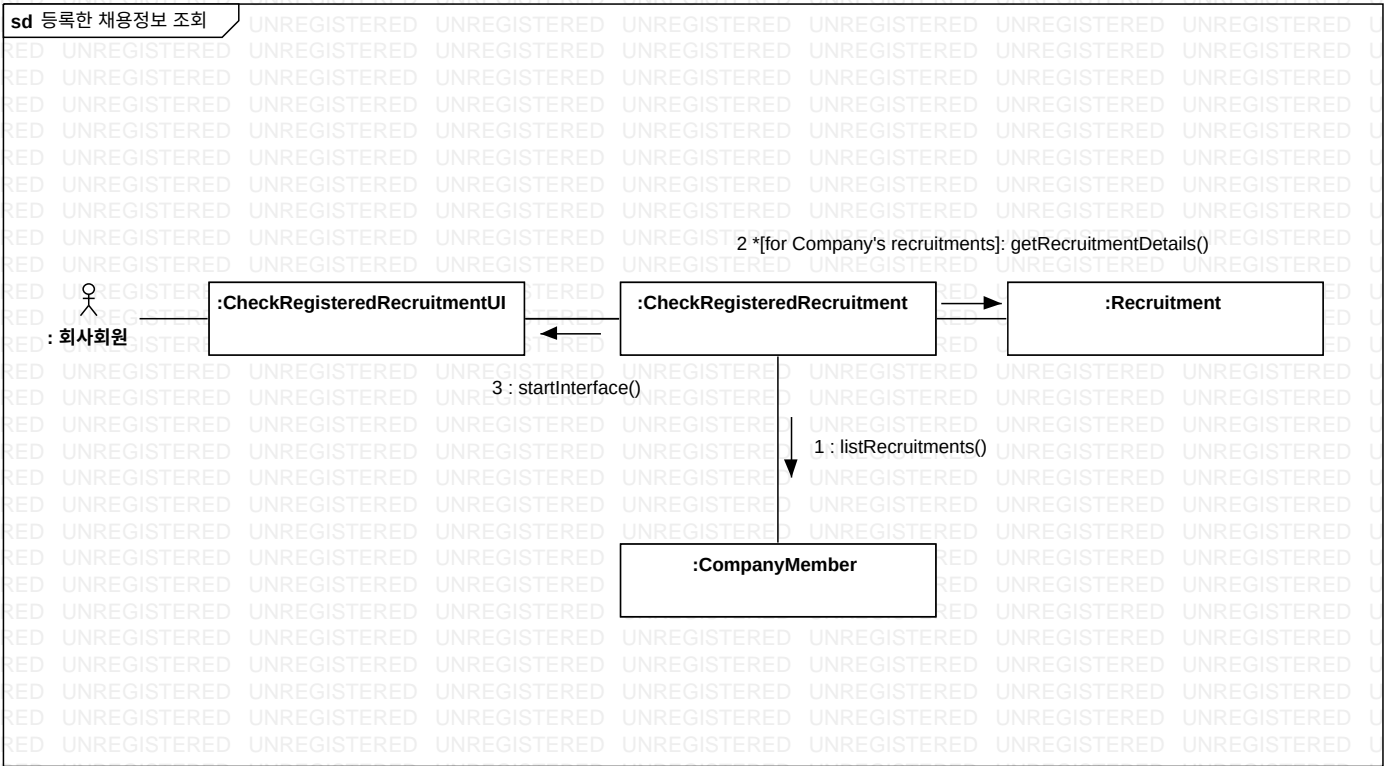 sd 등록한 채용정보 조회
2 *[for Company's recruitments]: getRecruitmentDetails()
: 회사회원
:CheckRegisteredRecruitmentUI
:CheckRegisteredRecruitment
:Recruitment
3 : startInterface()
1 : listRecruitments()
:CompanyMember
UNREGISTERED